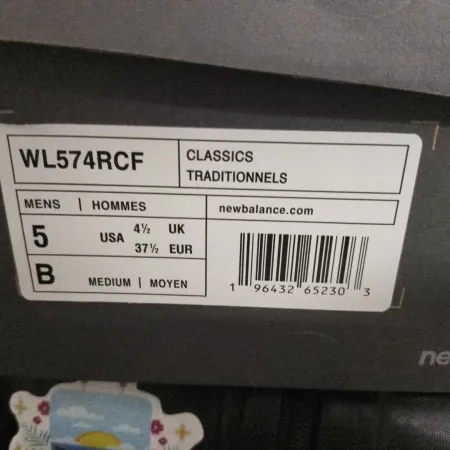 WL574RCF
CLASSICS
TRADITIONNELS
MENS | HOMMES
newbalance.com
5 USA 4½ UK
37½ EUR
B MEDIUM | MOYEN
1 96432 65230 3
ne